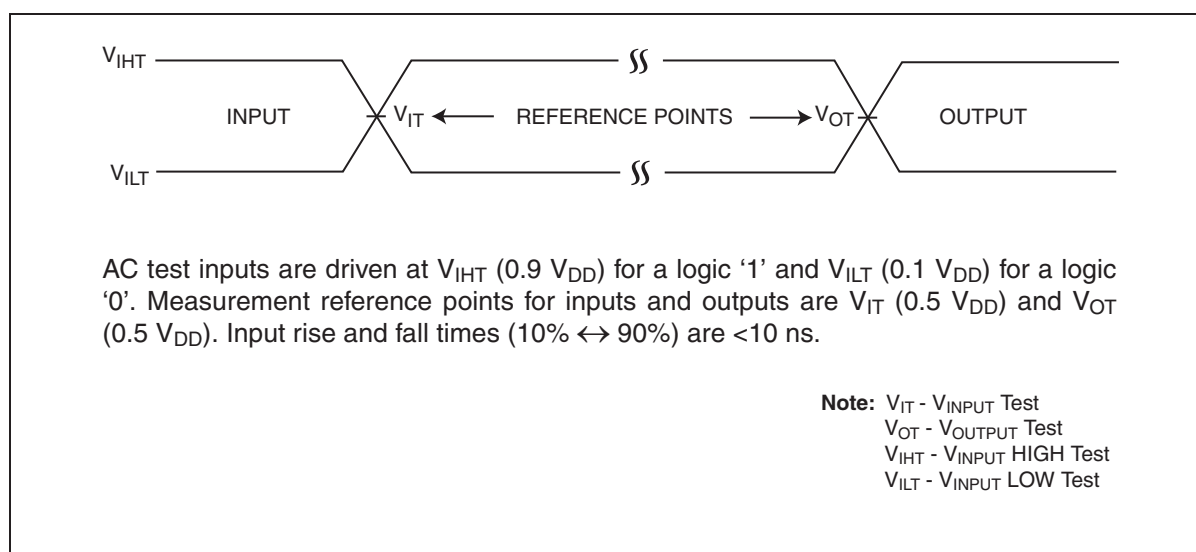 VIHT
INPUT VIT REFERENCE POINTS VOT OUTPUT
VILT
AC test inputs are driven at VIHT (0.9 VDD) for a logic ‘1’ and VILT (0.1 VDD) for a logic
‘0’. Measurement reference points for inputs and outputs are VIT (0.5 VDD) and VOT
(0.5 VDD). Input rise and fall times (10% ↔ 90%) are <10 ns.
Note: VIT - VINPUT Test
VOT - VOUTPUT Test
VIHT - VINPUT HIGH Test
VILT - VINPUT LOW Test